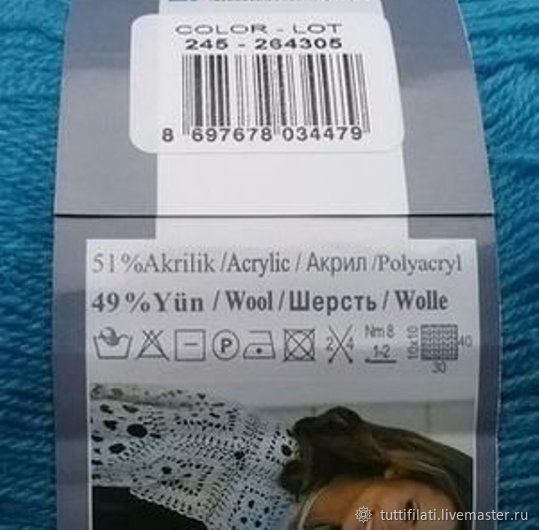 COLOR - LOT
245 - 264305
8 697678 034479
51%Akrilik /Acrylic / Акрил /Polyacryl
49%Yün / Wool / Шерсть / Wolle
P 2 4 Nm 8 1-2 10x10 40
30
tuttifilati.livemaster.ru